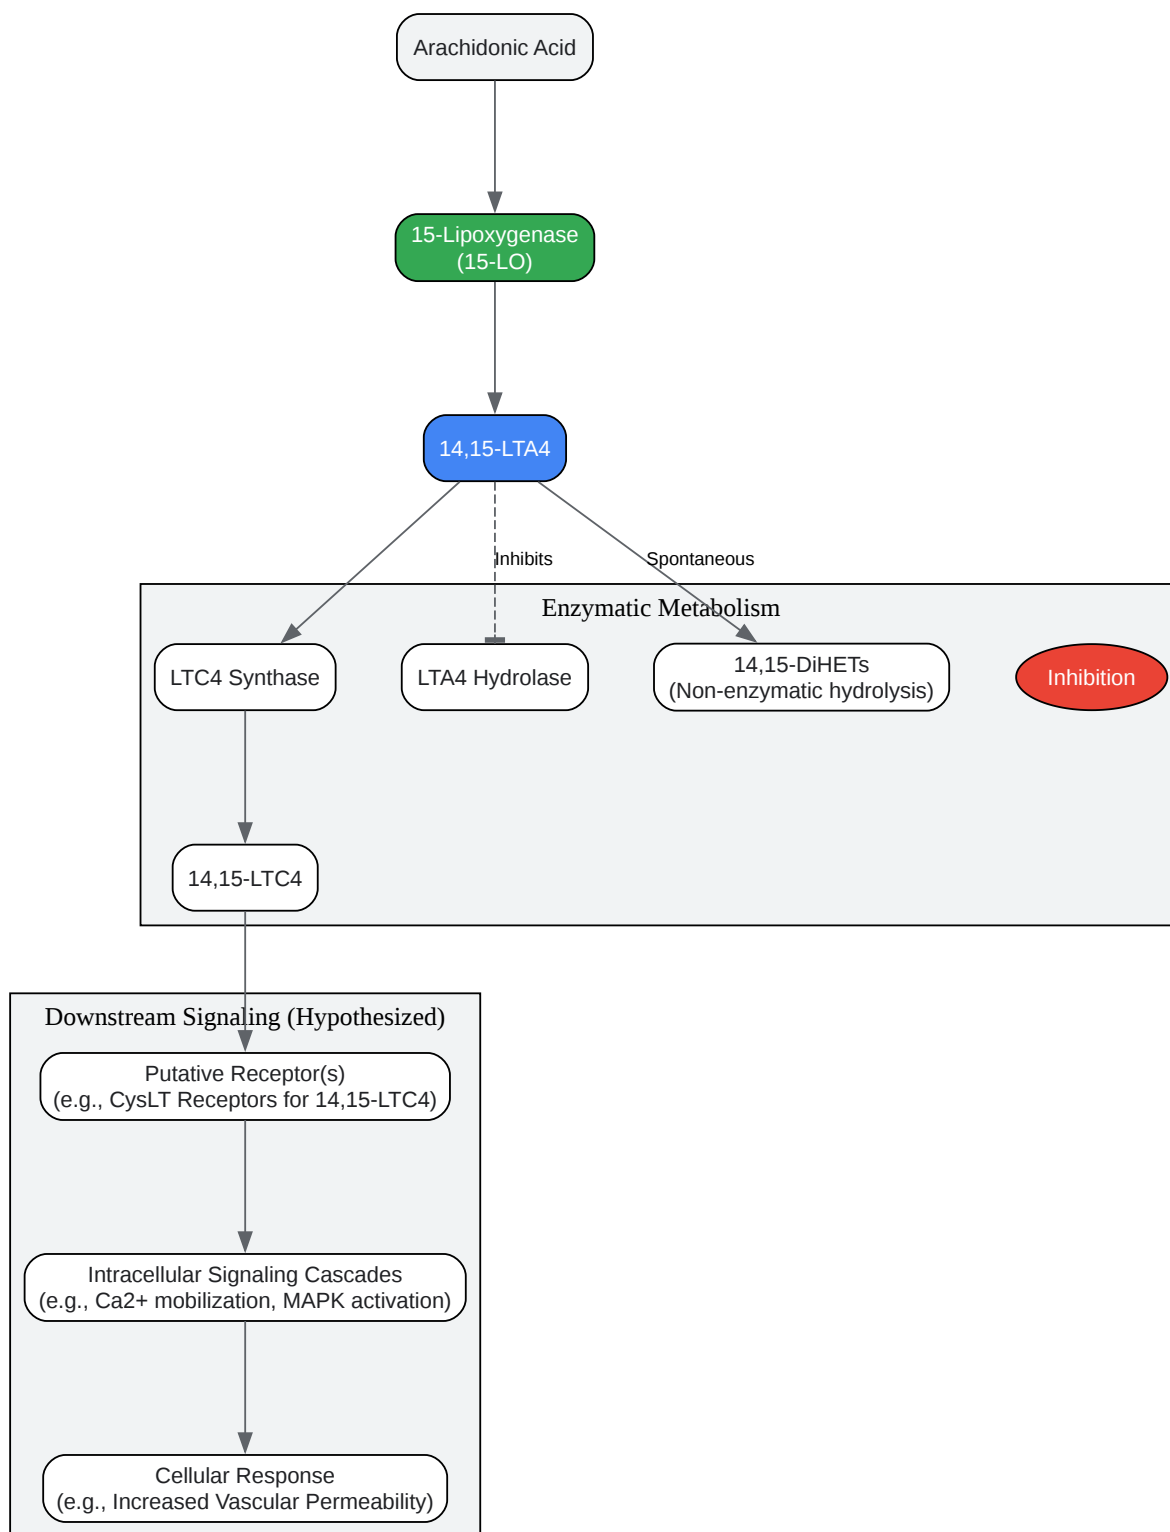 Arachidonic Acid
15-Lipoxygenase
(15-LO)
14,15-LTA4
Inhibits
Spontaneous
Enzymatic Metabolism
LTC4 Synthase
LTA4 Hydrolase
14,15-DiHETs
(Non-enzymatic hydrolysis)
Inhibition
14,15-LTC4
Downstream Signaling (Hypothesized)
Putative Receptor(s)
(e.g., CysLT Receptors for 14,15-LTC4)
Intracellular Signaling Cascades
(e.g., Ca2+ mobilization, MAPK activation)
Cellular Response
(e.g., Increased Vascular Permeability)